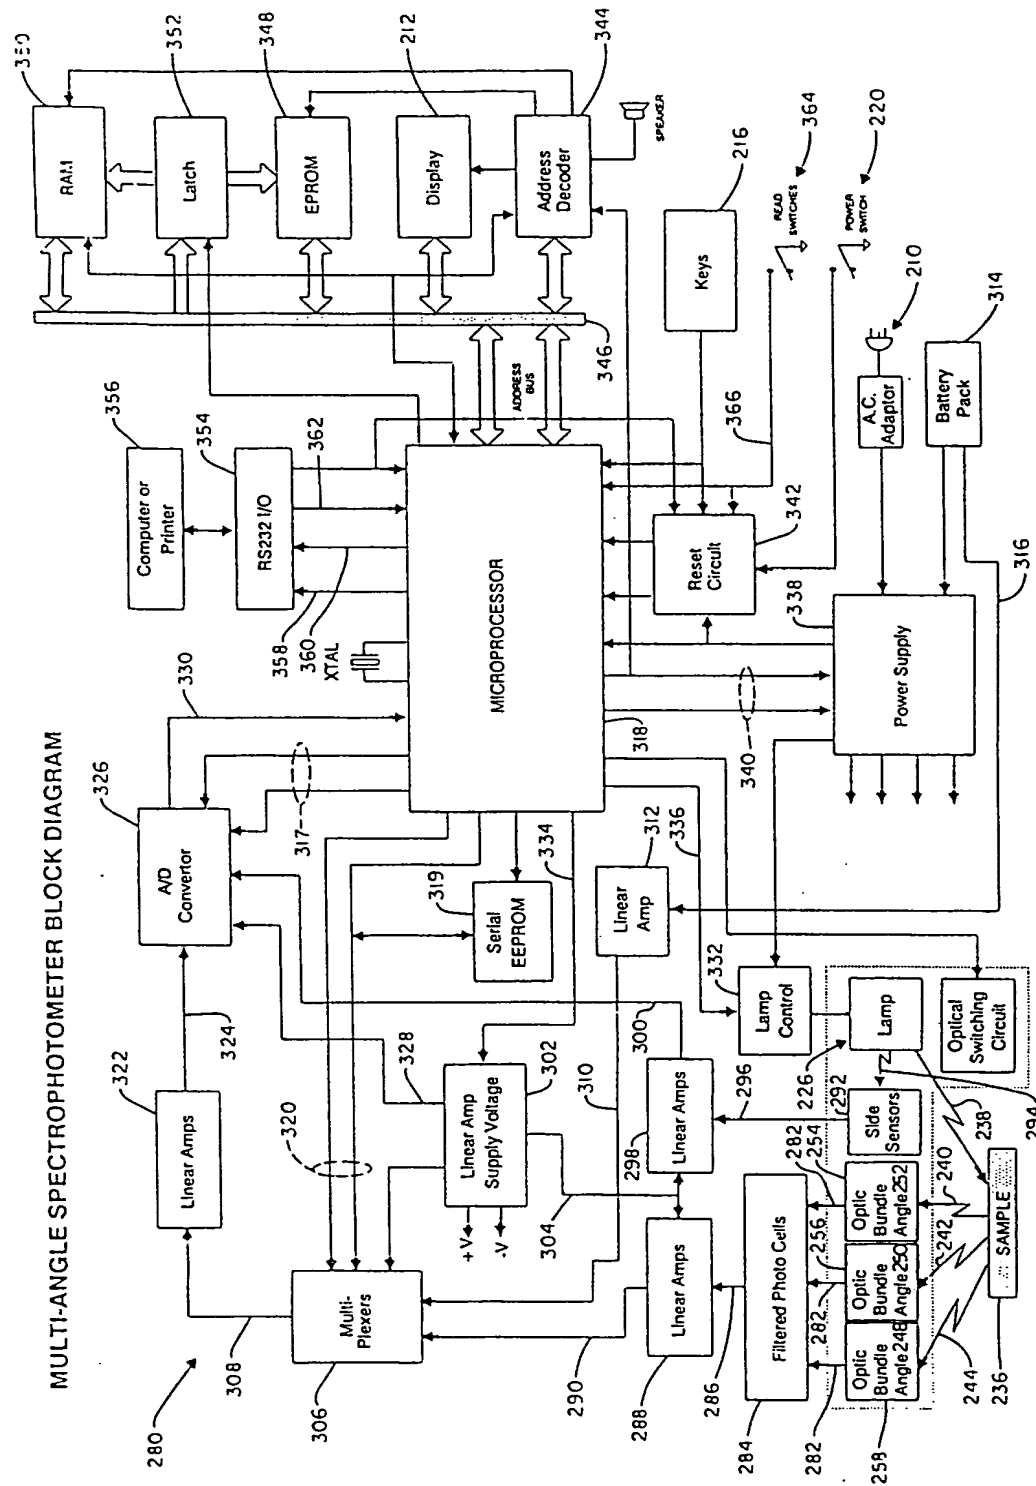 MULTI-ANGLE SPECTROPHOTOMETER BLOCK DIAGRAM
280
308
306
Multi-
Plexers
322
Linear Amps
324
326
A/D
Convertor
330
317
320
328
Linear Amp
Supply Voltage
302
+V
-V
304
319
Serial
EEPROM
334
300
310
290
288
Linear Amps
298
Linear Amps
296
286
284
Filtered Photo Cells
282
282
282
258
Optic
Bundle
Angle 248
256
Optic
Bundle
Angle 250
254
Optic
Bundle
Angle 252
292
Side
Sensors
226
Lamp
Optical
Switching
Circuit
294
238
240
242
244
236
SAMPLE
332
Lamp
Control
336
312
Linear
Amp
MICROPROCESSOR
318
XTAL
358
360
362
354
RS232 I/O
356
Computer or
Printer
350
RAM
352
Latch
348
EPROM
212
Display
344
Address
Decoder
SPEAKER
346
ADDRESS
BUS
216
Keys
364
READ
SWITCHES
220
POWER
SWITCH
366
342
Reset
Circuit
340
338
Power Supply
210
A.C.
Adaptor
314
Battery
Pack
316